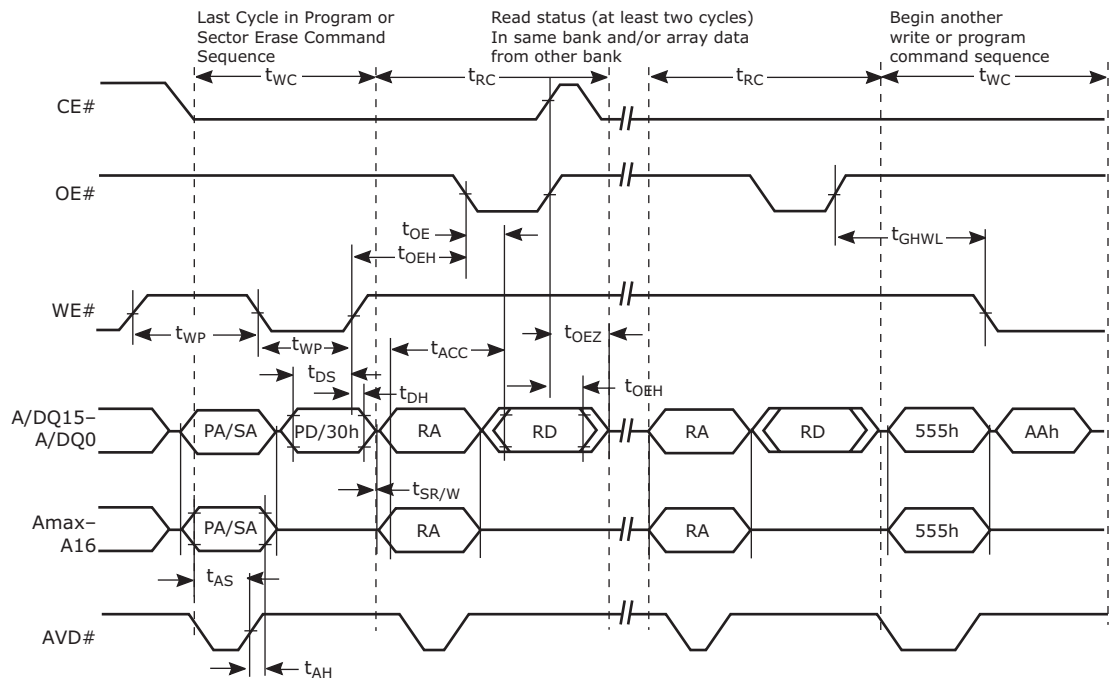 Last Cycle in Program or
Sector Erase Command
Sequence
Read status (at least two cycles)
In same bank and/or array data
from other bank
Begin another
write or program
command sequence
tWC
tRC
tRC
tWC
CE#
OE#
tOE
tOEH
tGHWL
WE#
tWP
tWP
tACC
tOEZ
tDS
tDH
tOEH
A/DQ15–
A/DQ0
PA/SA
PD/30h
RA
RD
RA
RD
555h
AAh
tSR/W
Amax–
A16
PA/SA
RA
RA
555h
tAS
AVD#
tAH